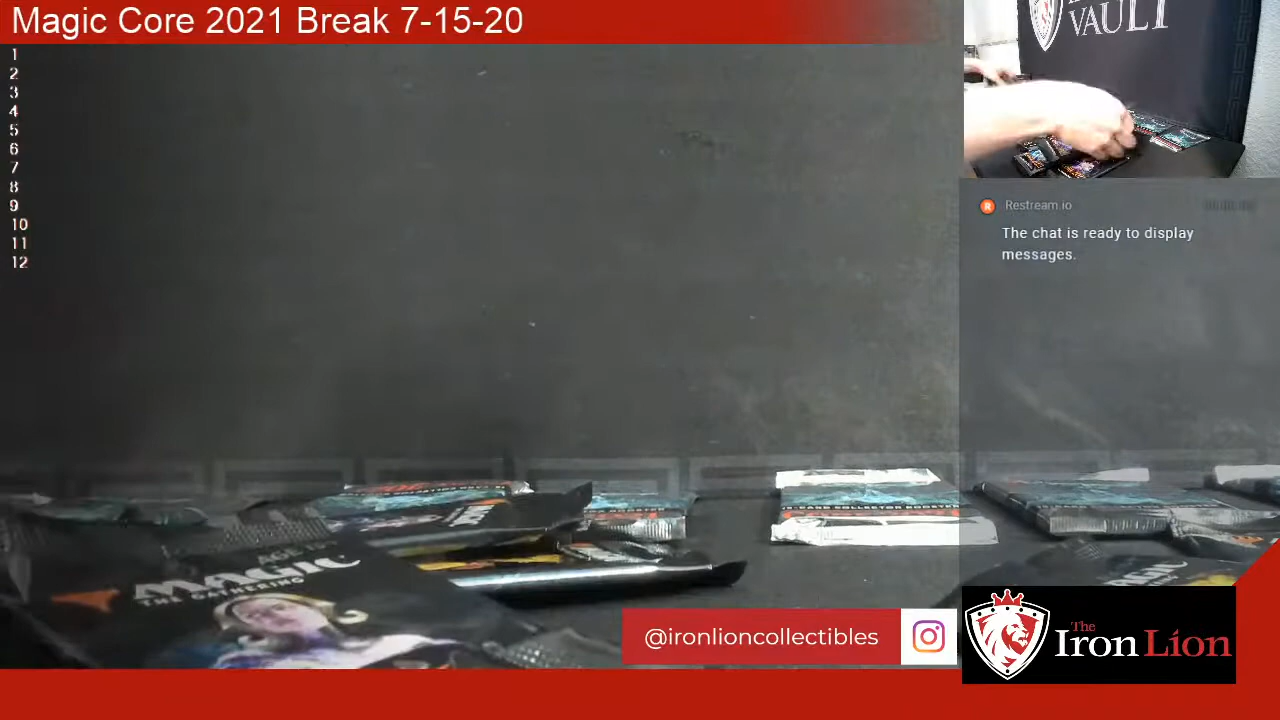 Magic Core 2021 Break 7-15-20
1
2
3
4
5
6
7
8
9
10
11
12
VAULT
Restream.io
The chat is ready to display
messages.
MAGIC
THE GATHERING
MAGIC
@ironlioncollectibles
The
Iron Lion